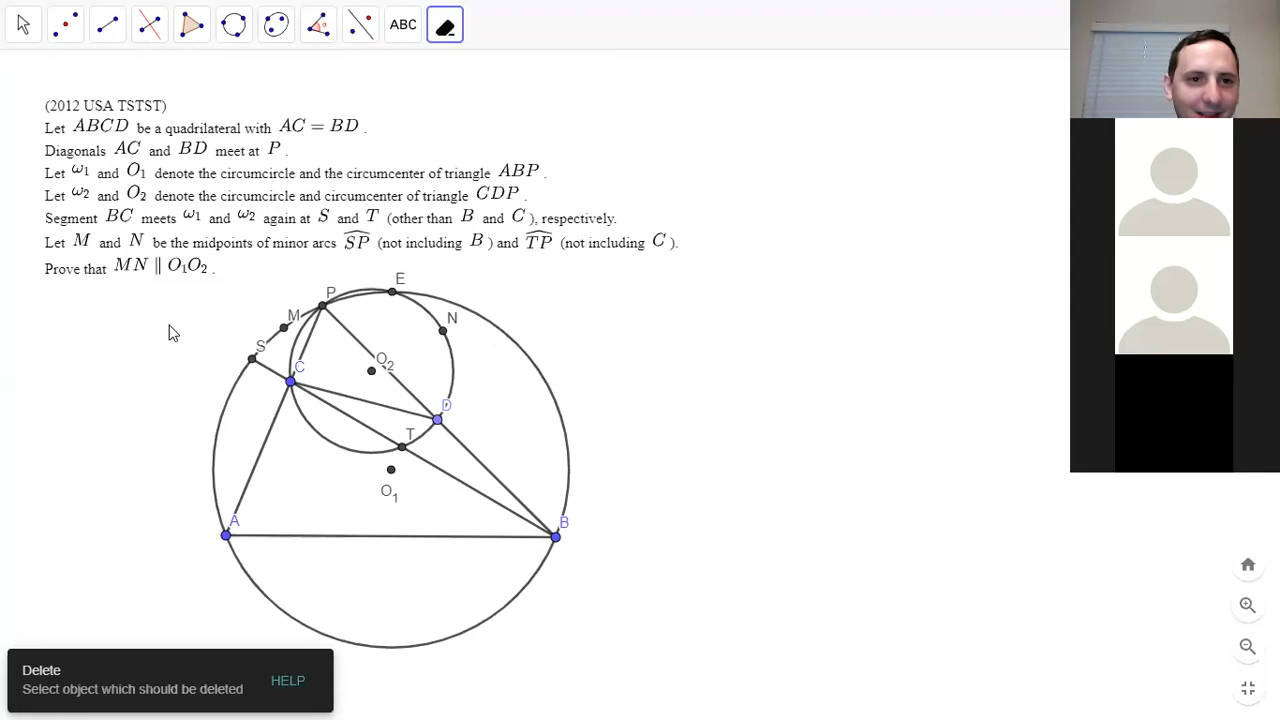 ABC
(2012 USA TSTST)
Let ABCD be a quadrilateral with AC = BD .
Diagonals AC and BD meet at P .
Let ω₁ and O₁ denote the circumcircle and the circumcenter of triangle ABP .
Let ω₂ and O₂ denote the circumcircle and circumcenter of triangle CDP .
Segment BC meets ω₁ and ω₂ again at S and T (other than B and C ), respectively.
Let M and N be the midpoints of minor arcs S͡P (not including B ) and T͡P (not including C ).
Prove that MN ∥ O₁O₂ .
E
P
M
N
S
O₂
C
D
T
O₁
A
B
Delete
Select object which should be deleted
HELP